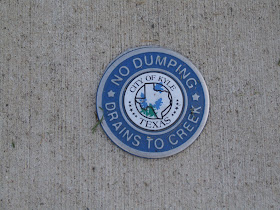 NO DUMPING
CITY OF KYLE
TEXAS
DRAINS TO CREEK